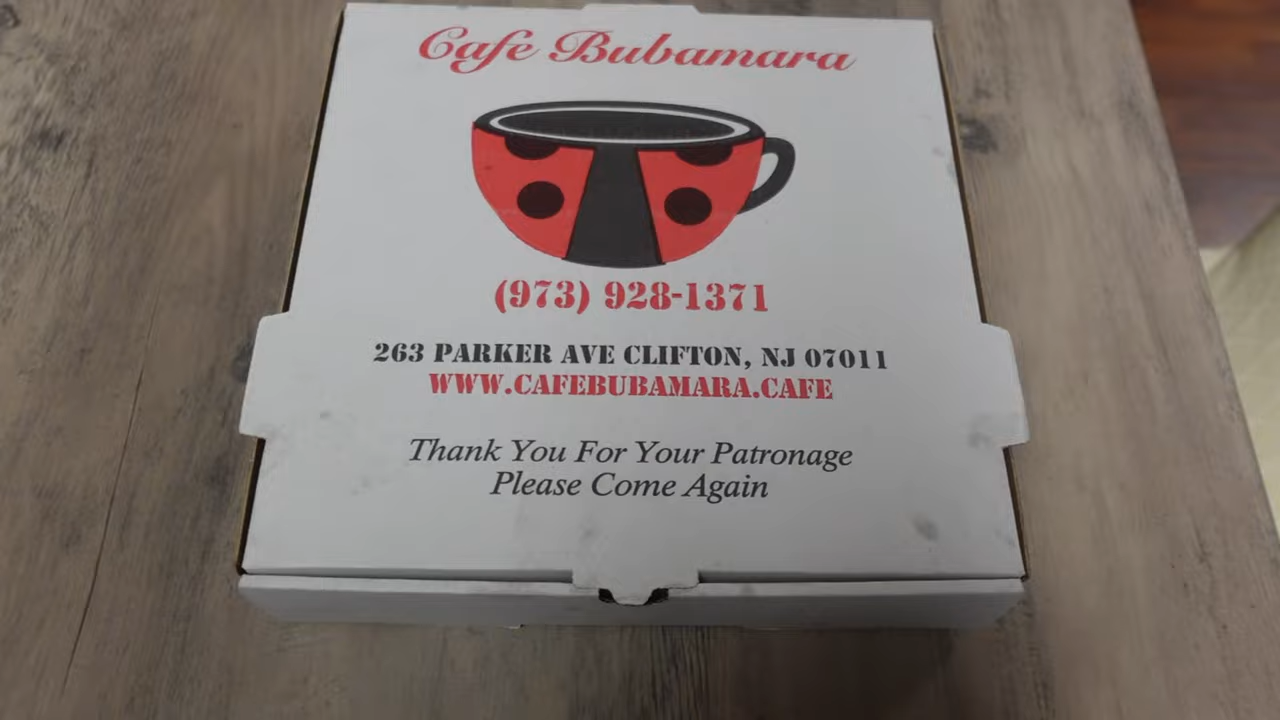 Cafe Bubamara
(973) 928-1371
263 PARKER AVE CLIFTON, NJ 07011
WWW.CAFEBUBAMARA.CAFE
Thank You For Your Patronage
Please Come Again